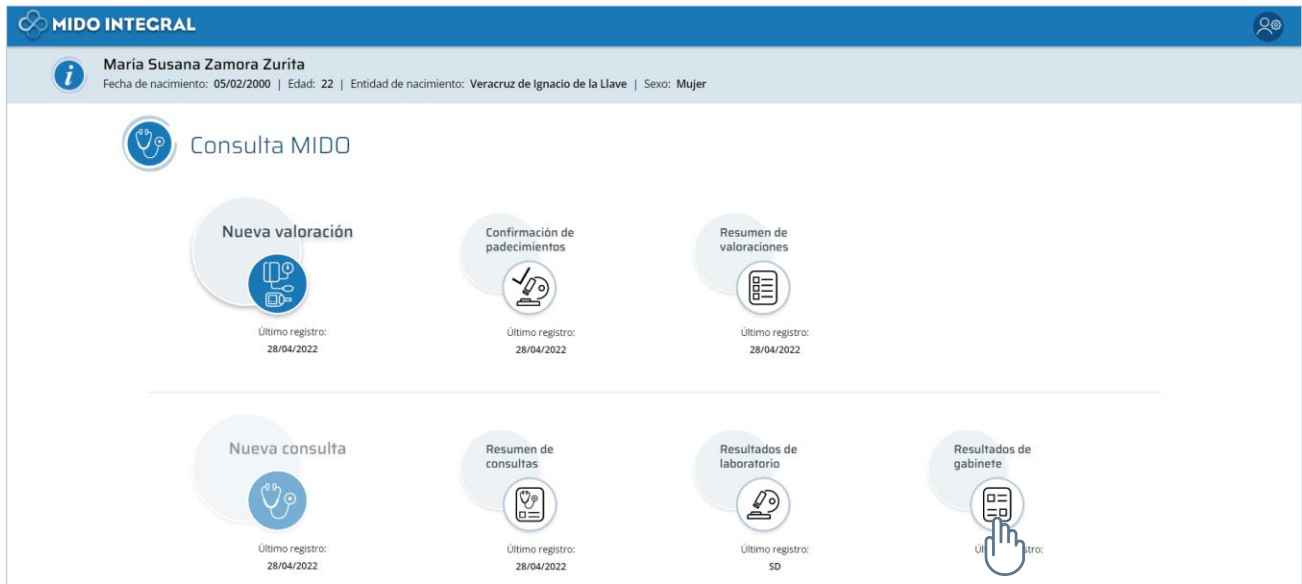 MIDO INTEGRAL
María Susana Zamora Zurita
Fecha de nacimiento: 05/02/2000 | Edad: 22 | Entidad de nacimiento: Veracruz de Ignacio de la Llave | Sexo: Mujer
Consulta MIDO
Nueva valoración
Último registro:
28/04/2022
Confirmación de
padecimientos
Último registro:
28/04/2022
Resumen de
valoraciones
Último registro:
28/04/2022
Nueva consulta
Último registro:
28/04/2022
Resumen de
consultas
Último registro:
28/04/2022
Resultados de
laboratorio
Último registro:
SD
Resultados de
gabinete